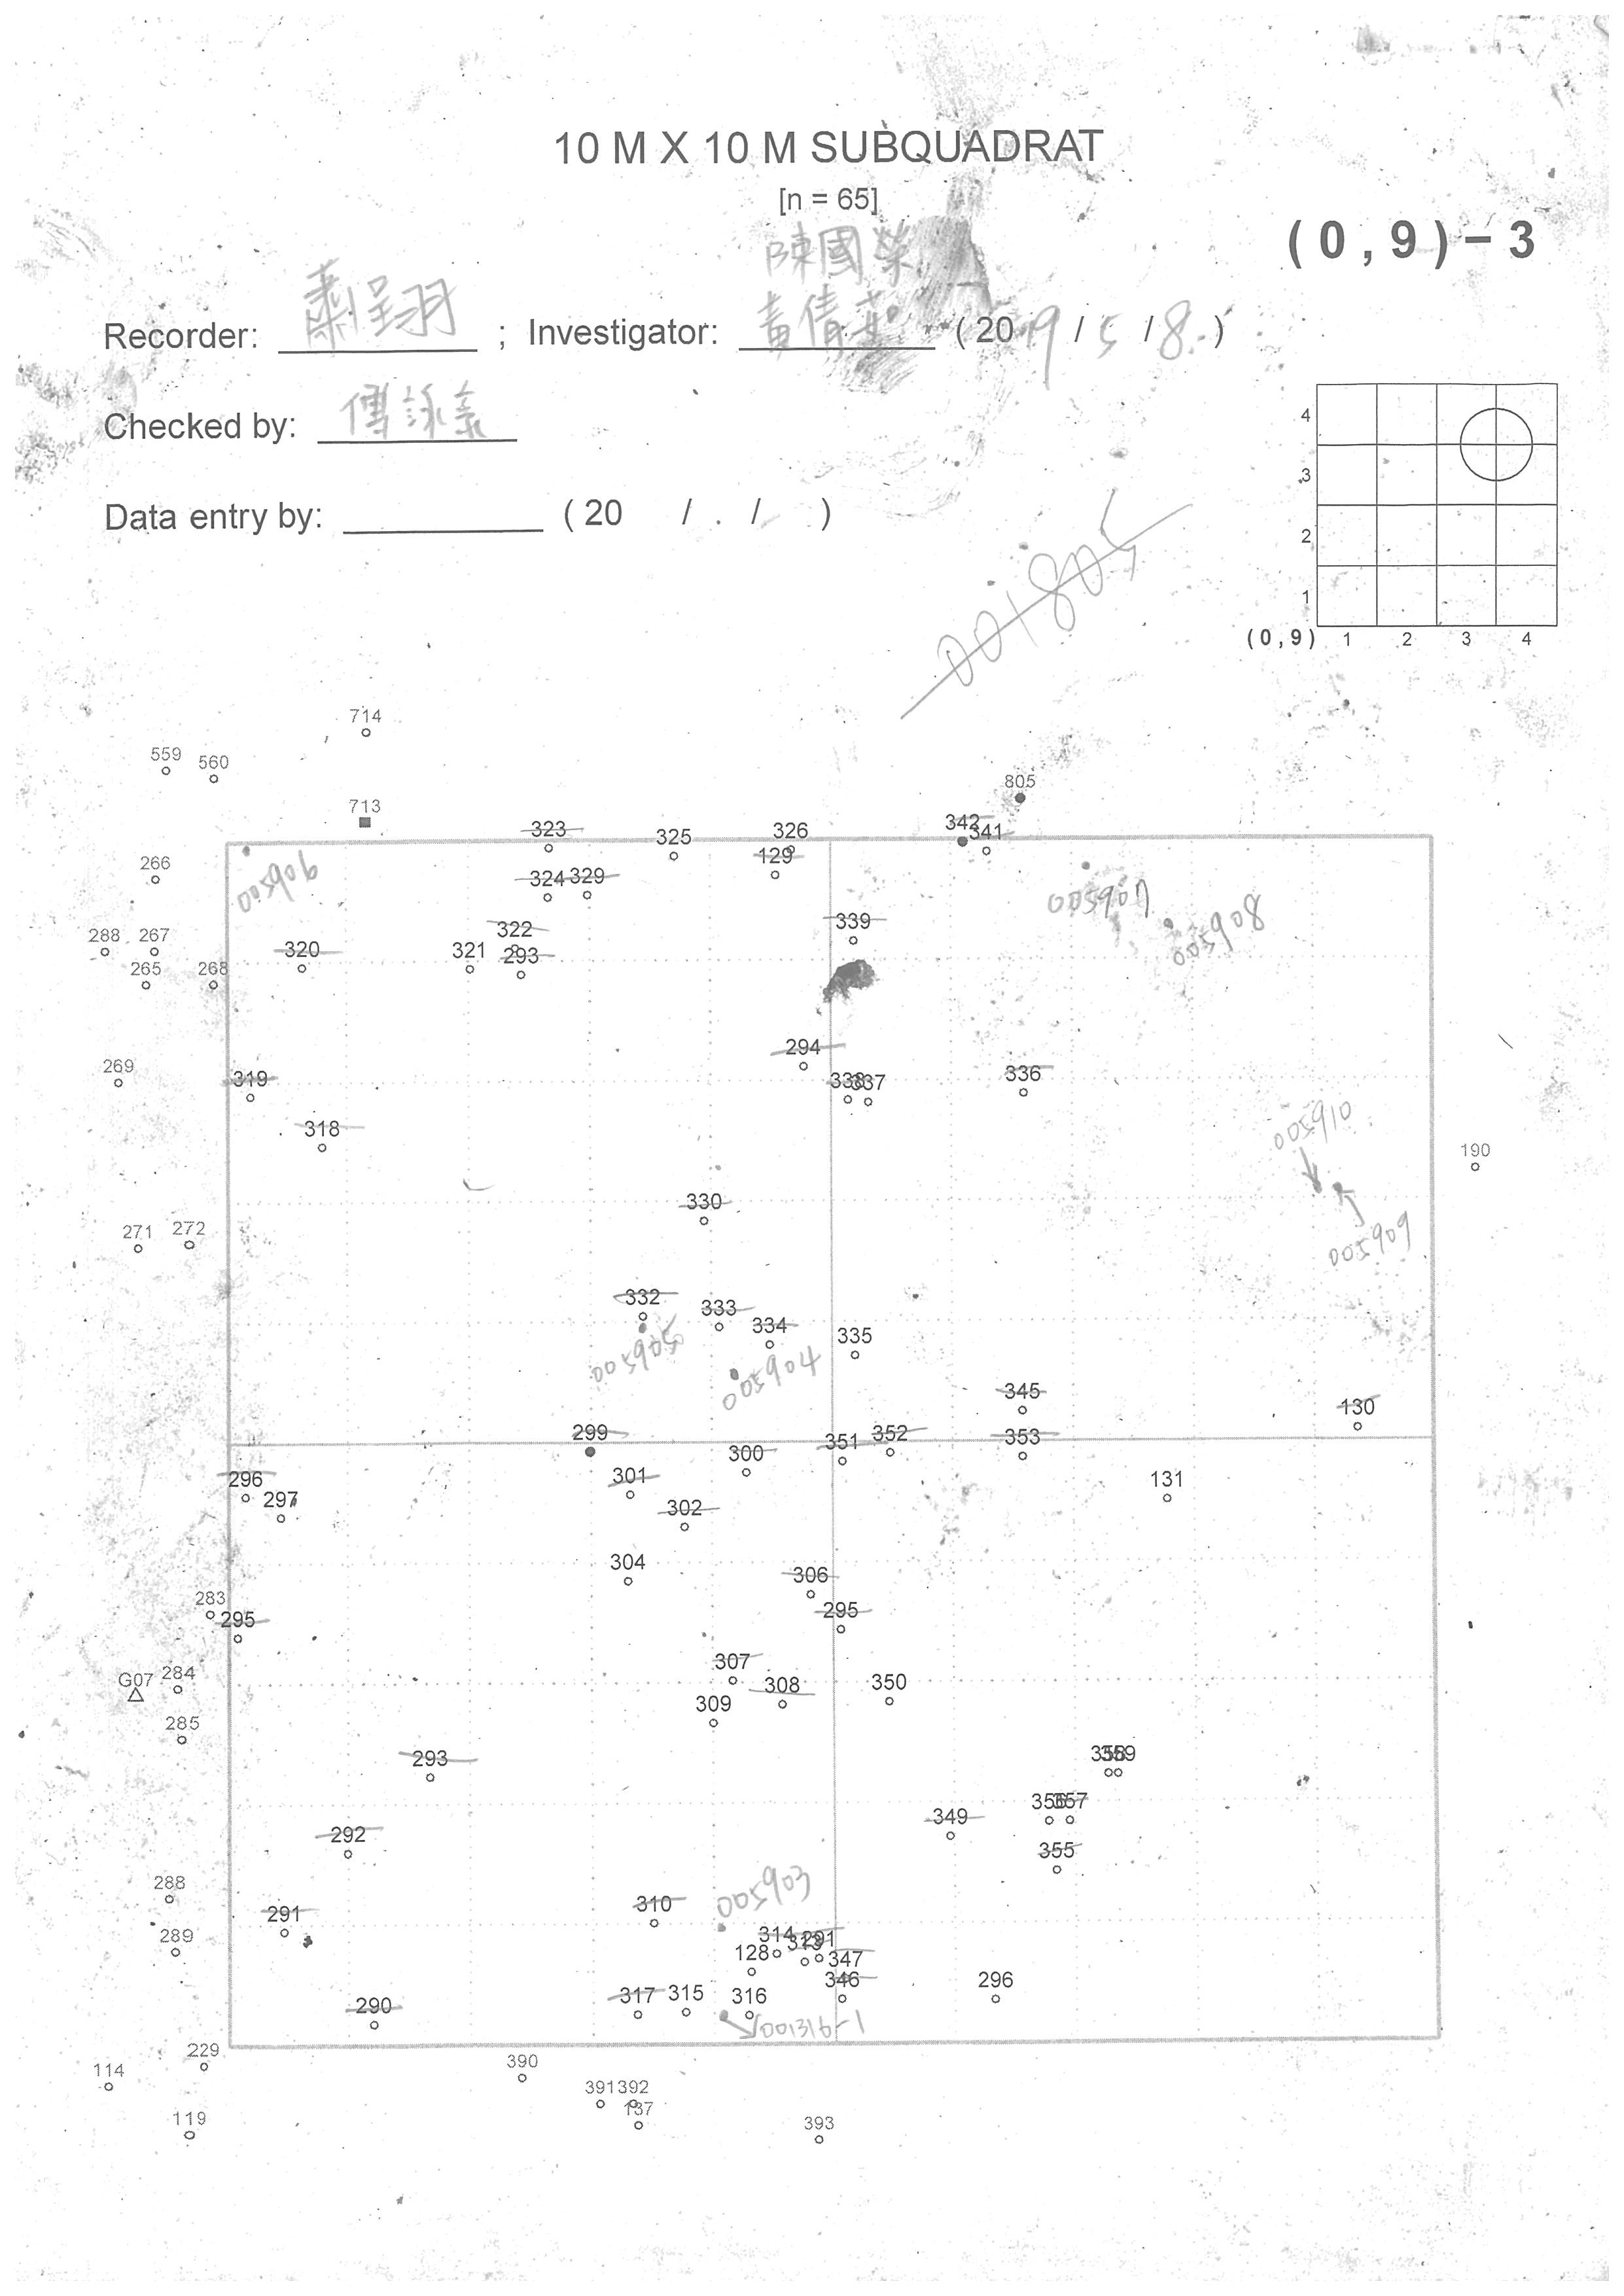 10 M X 10 M SUBQUADRAT
[n = 65]
(0,9)-3
陳國榮
Recorder: 蕭呈羽 ; Investigator: 黃倩 (2019/5/8)
Checked by: 傅詠
Data entry by: (20 / /)
001805
4
3
2
1
(0,9) 1 2 3 4
714
559 560
805
713
323 325 326 342 341
129
266 005906 324 329 005907
339 005908
288 267 320 321 322
265 268 293
294
269 319 338 337 336
318 005910
190
330
271 272 005909
332 333 334 335
005905 005904
345 130
299 300 351 352 353
296 297 301 131
302
304 306
283 295 295
G07 284 307 308 350
309
285
293 358 359
292 349 356 357
355
288 291 310 005903
289 314 313 291
128 347
346 296
290 317 315 316
001316-1
229 390
114
391 392
119 137 393